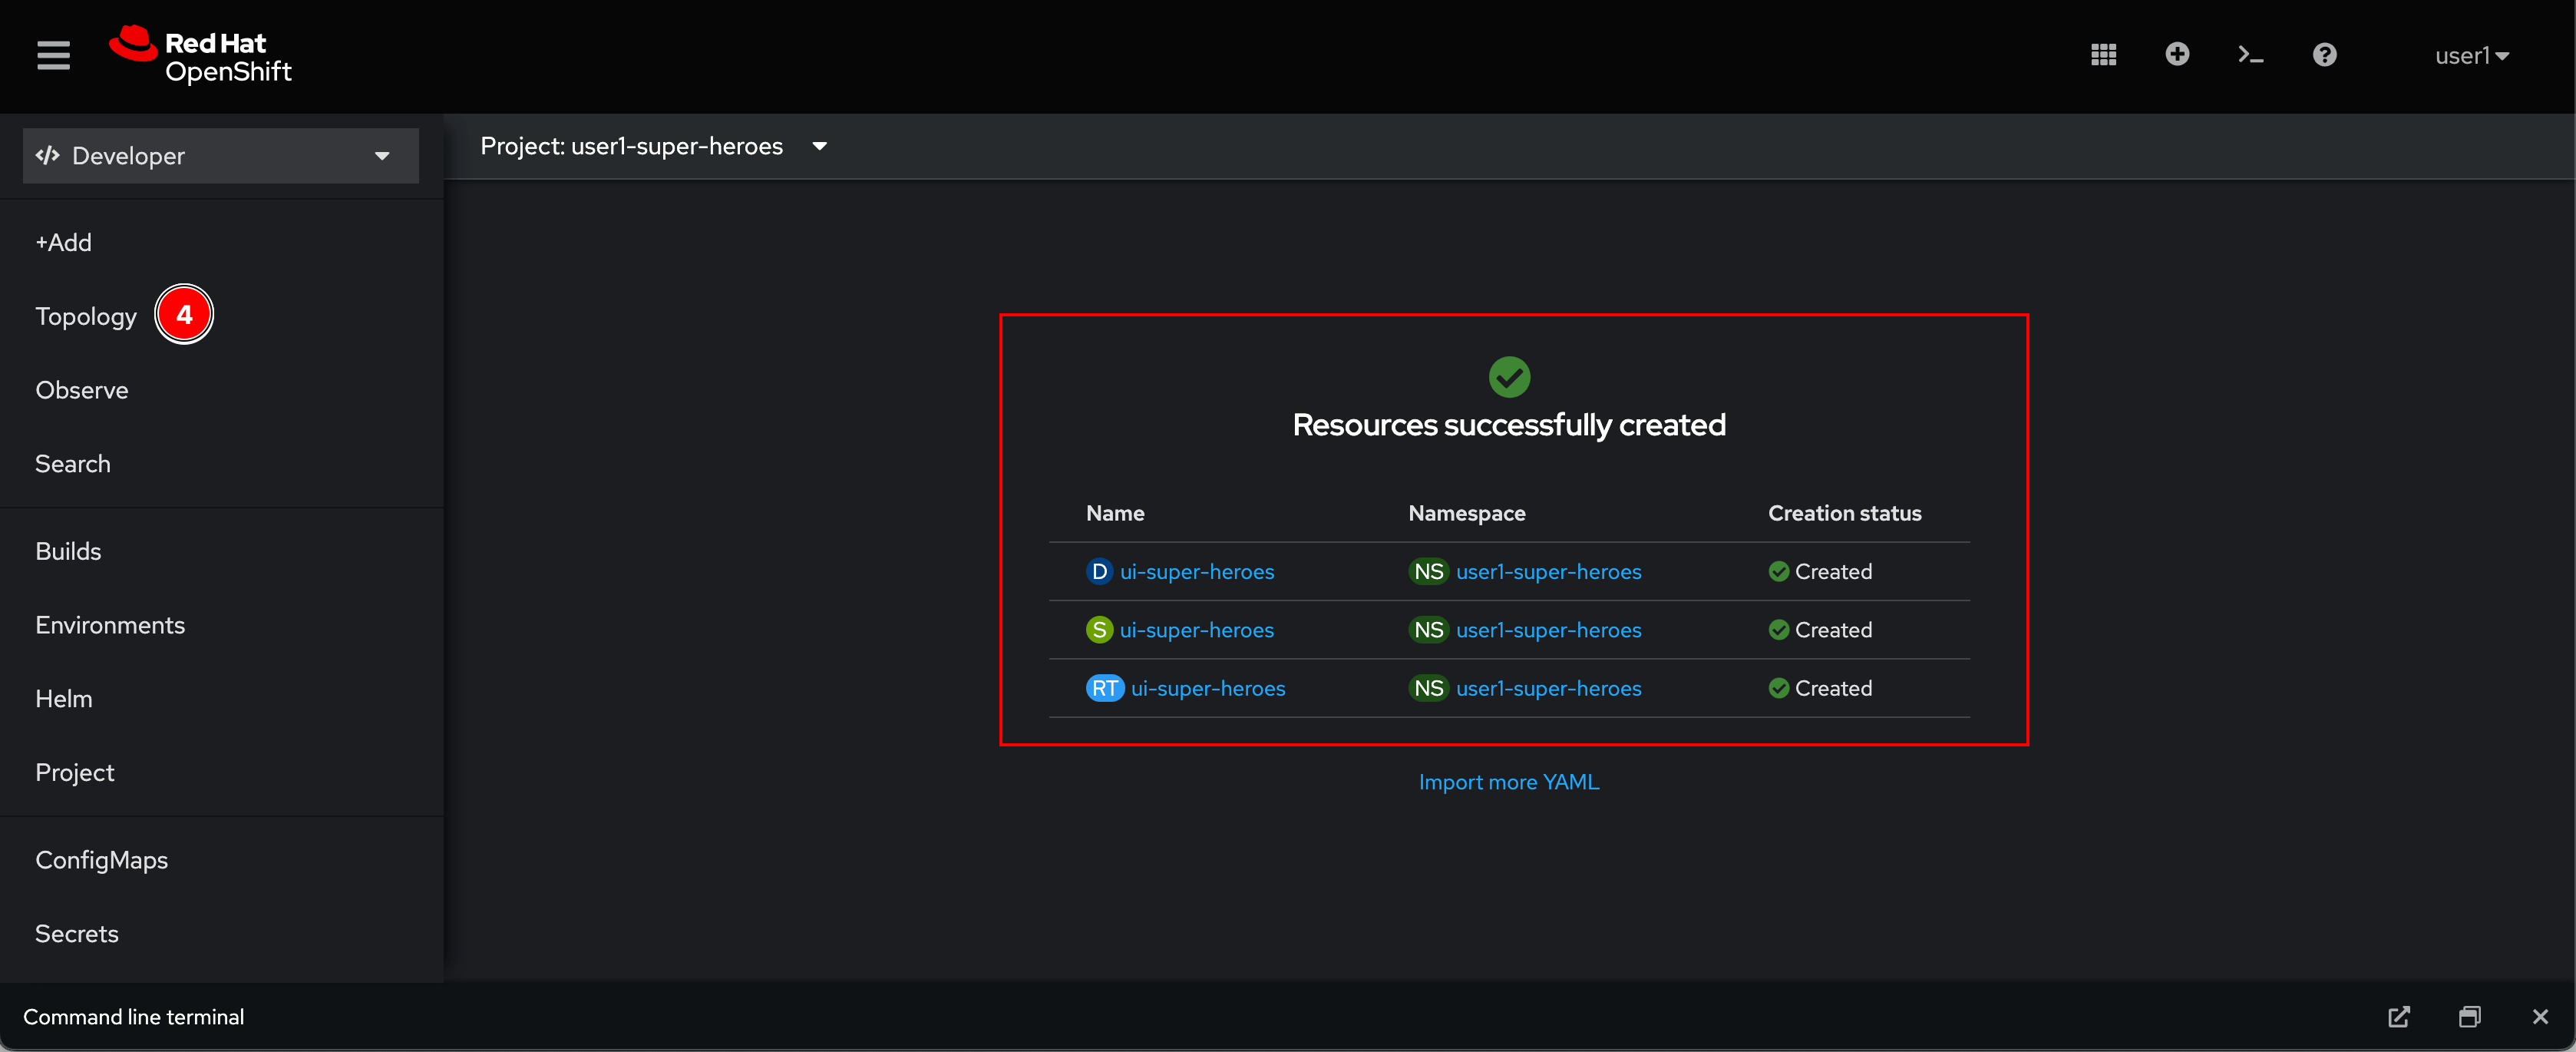 Red Hat
OpenShift
user1
Developer
Project: user1-super-heroes
+Add
Topology
4
Observe
Search
Builds
Environments
Helm
Project
ConfigMaps
Secrets
Resources successfully created
Name Namespace Creation status
D ui-super-heroes NS user1-super-heroes Created
S ui-super-heroes NS user1-super-heroes Created
RT ui-super-heroes NS user1-super-heroes Created
Import more YAML
Command line terminal